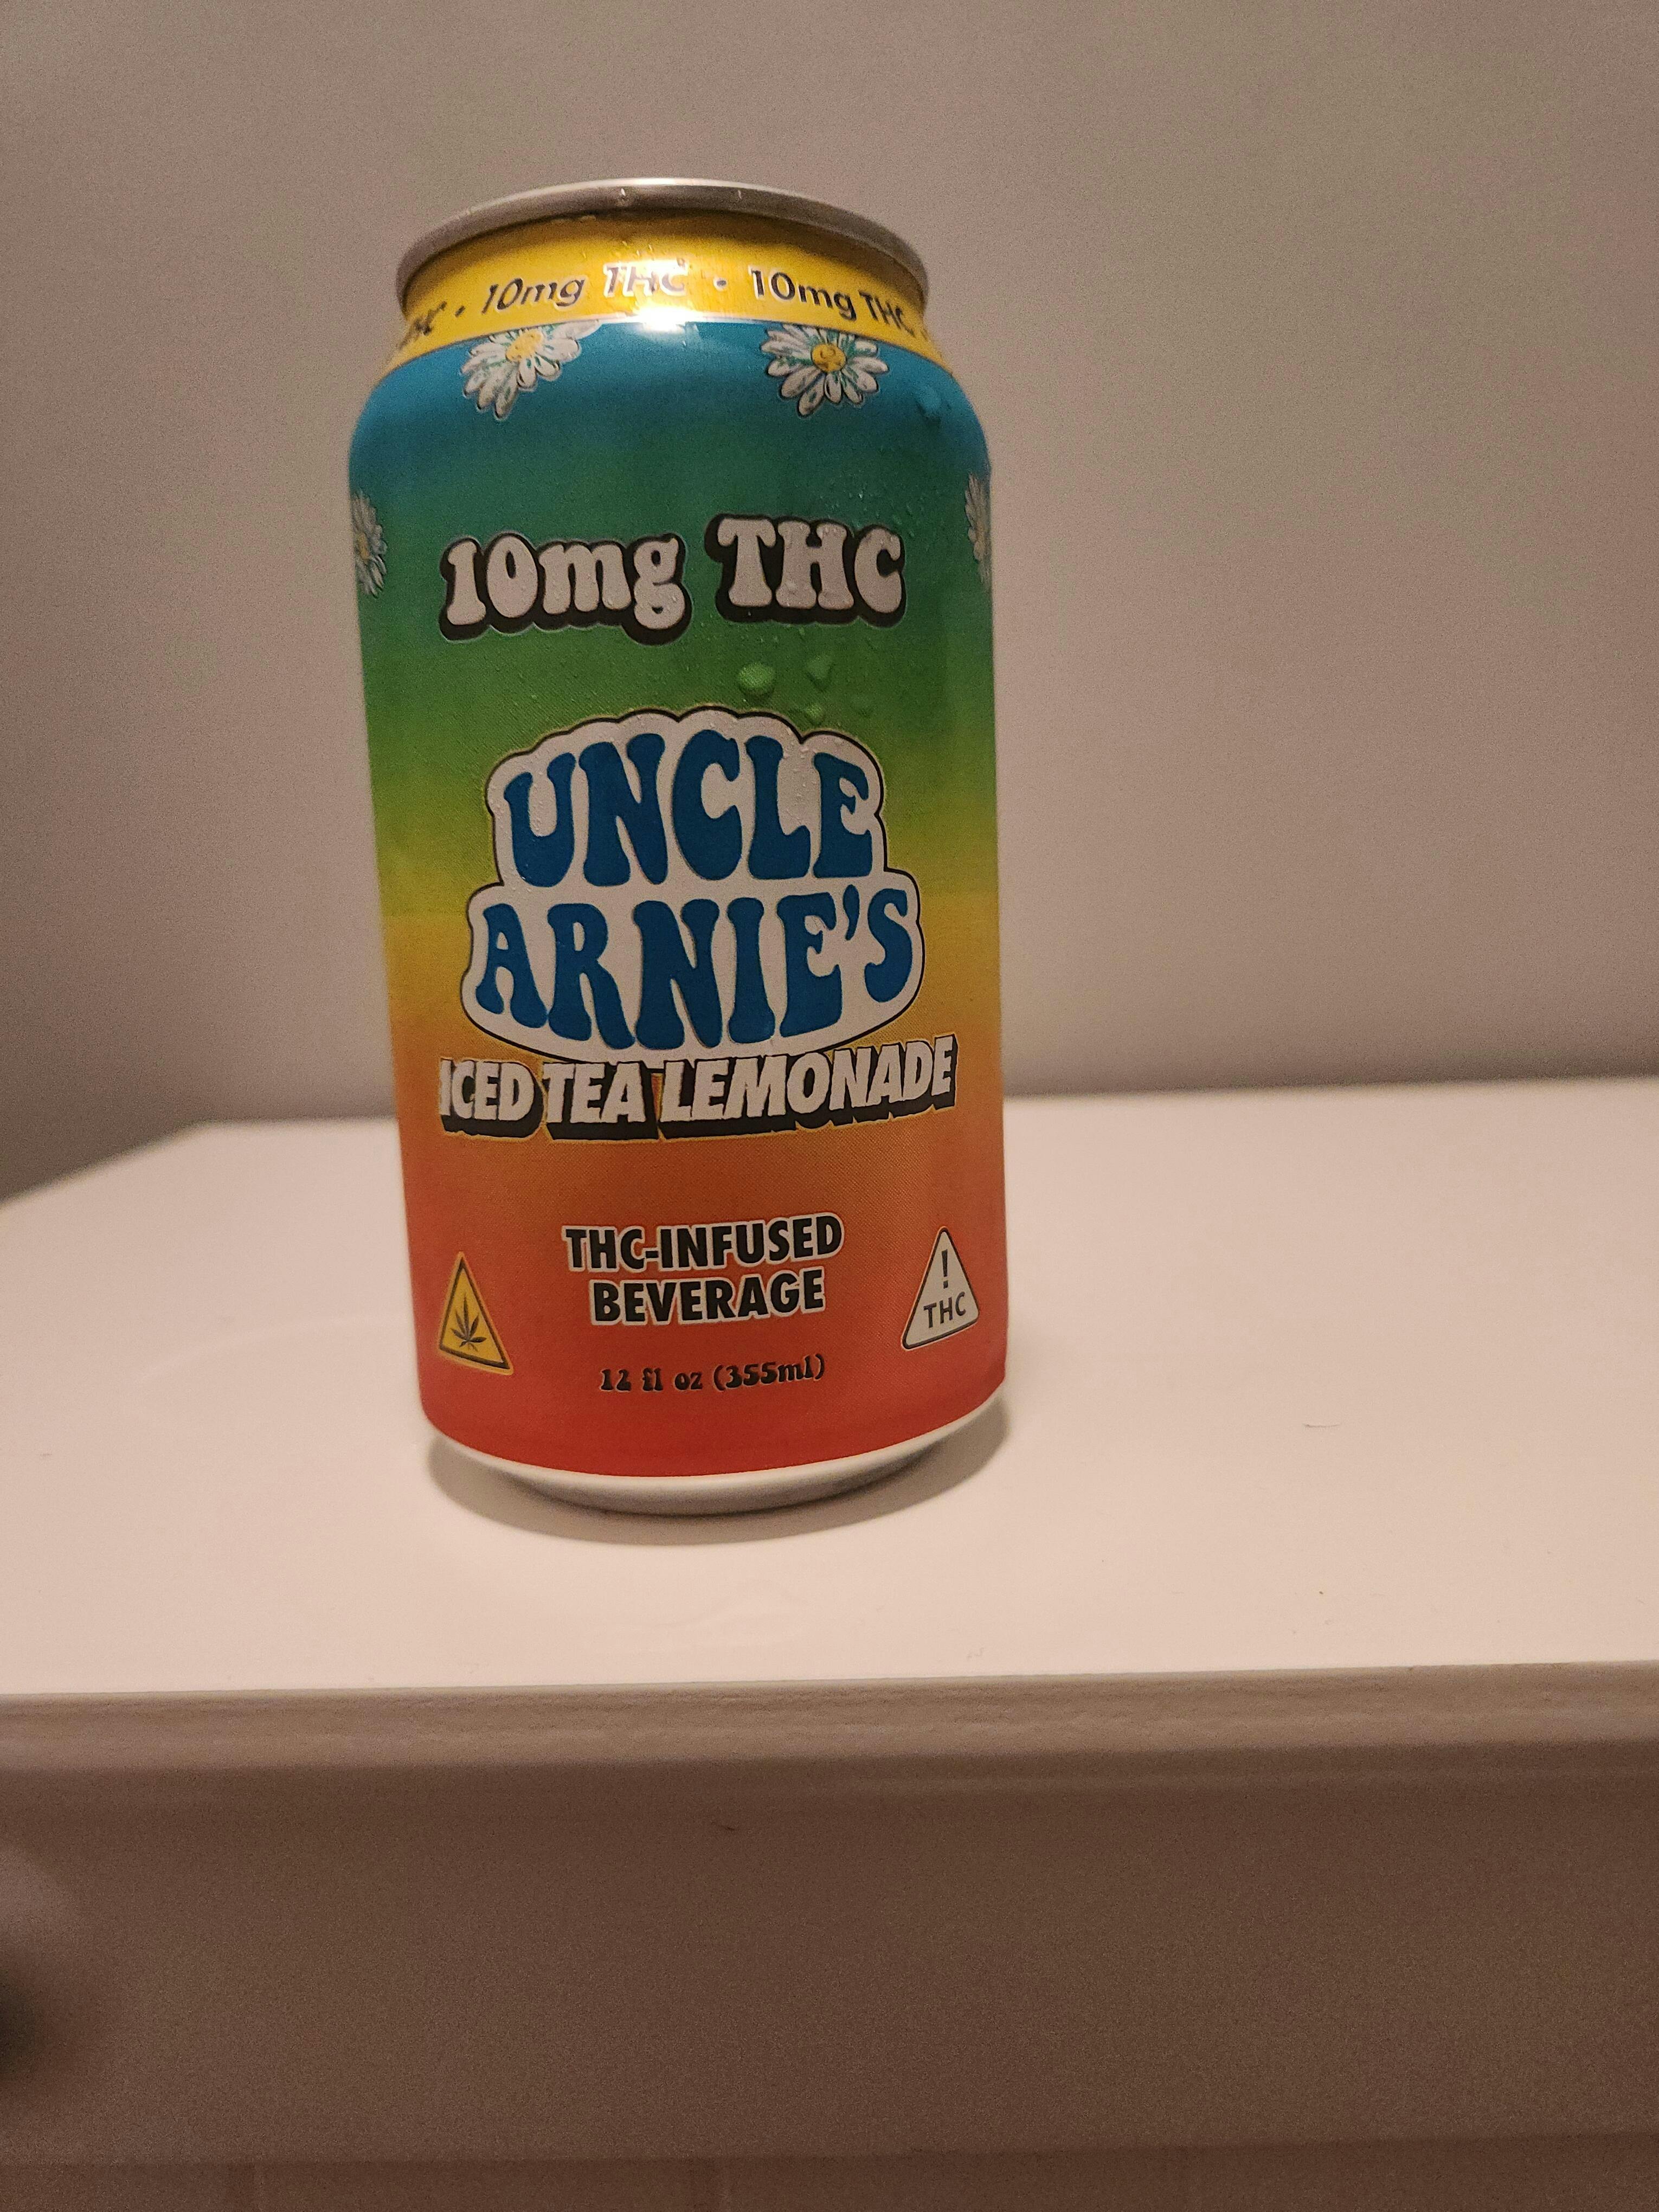 10mg THC • 10mg THC
10mg THC
UNCLE
ARNIE'S
ICED TEA LEMONADE
THC-INFUSED
BEVERAGE
!
THC
12 fl oz (355ml)